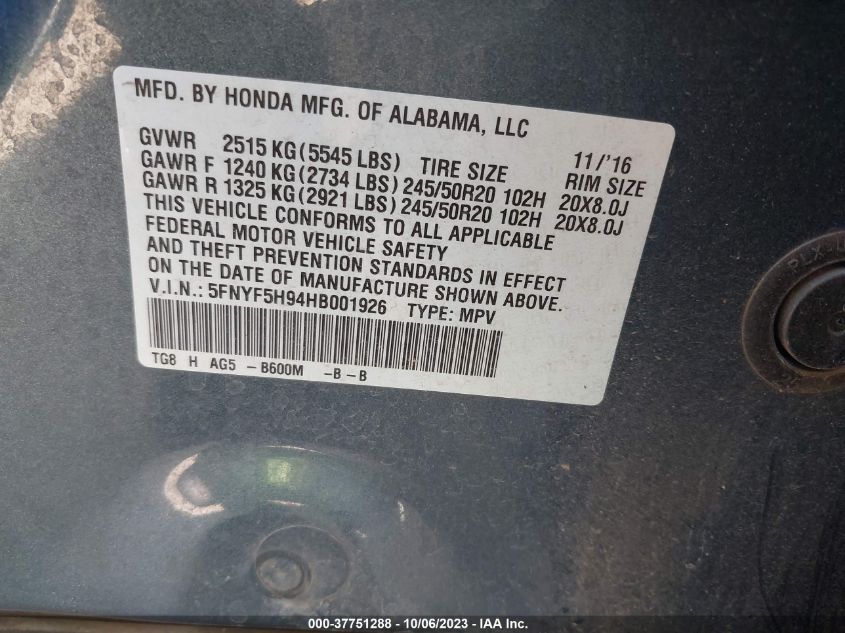 MFD. BY HONDA MFG. OF ALABAMA, LLC
GVWR 2515 KG(5545 LBS) TIRE SIZE 11/'16 RIM SIZE
GAWR F 1240 KG(2734 LBS) 245/50R20 102H 20X8.0J
GAWR R 1325 KG(2921 LBS) 245/50R20 102H 20X8.0J
THIS VEHICLE CONFORMS TO ALL APPLICABLE
FEDERAL MOTOR VEHICLE SAFETY
AND THEFT PREVENTION STANDARDS IN EFFECT
ON THE DATE OF MANUFACTURE SHOWN ABOVE.
V.I.N.: 5FNYF5H94HB001926 TYPE: MPV
TG8 H AG5 - B600M -B - B
000-37751288 - 10/06/2023 - IAA Inc.